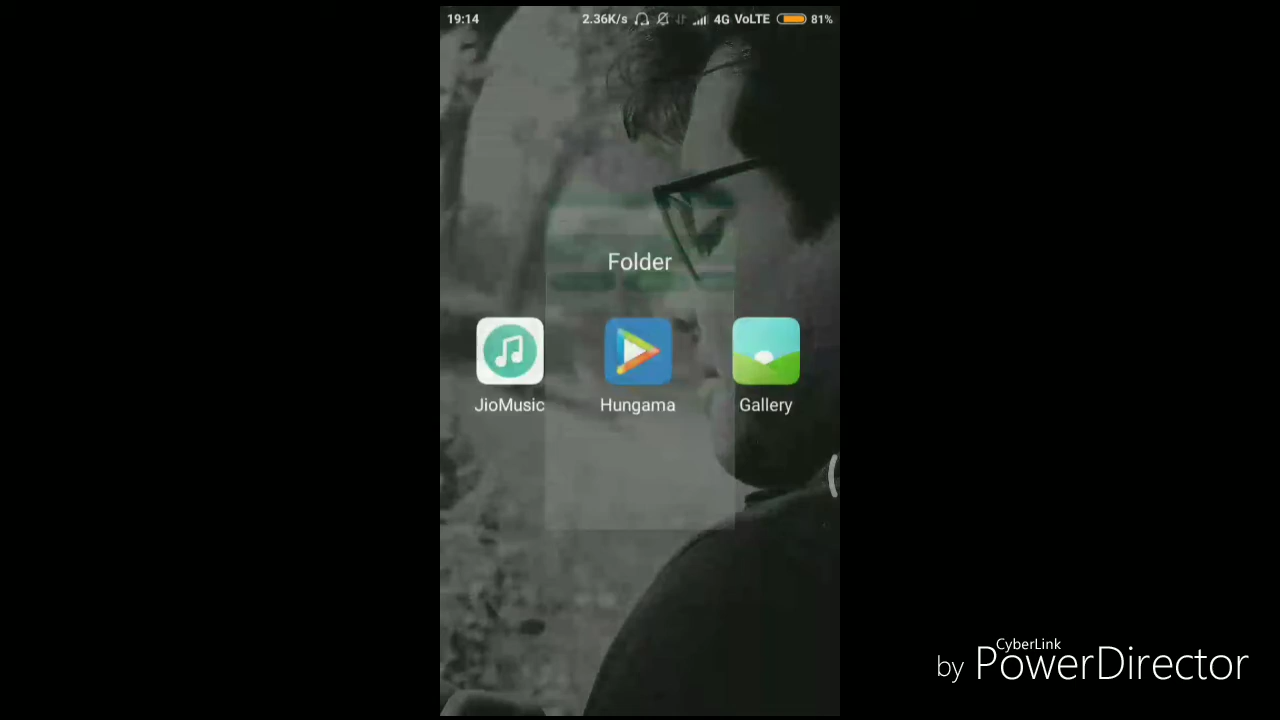 19:14 2.36K/s 4G VoLTE 81%
Folder
JioMusic Hungama Gallery
CyberLink
by PowerDirector